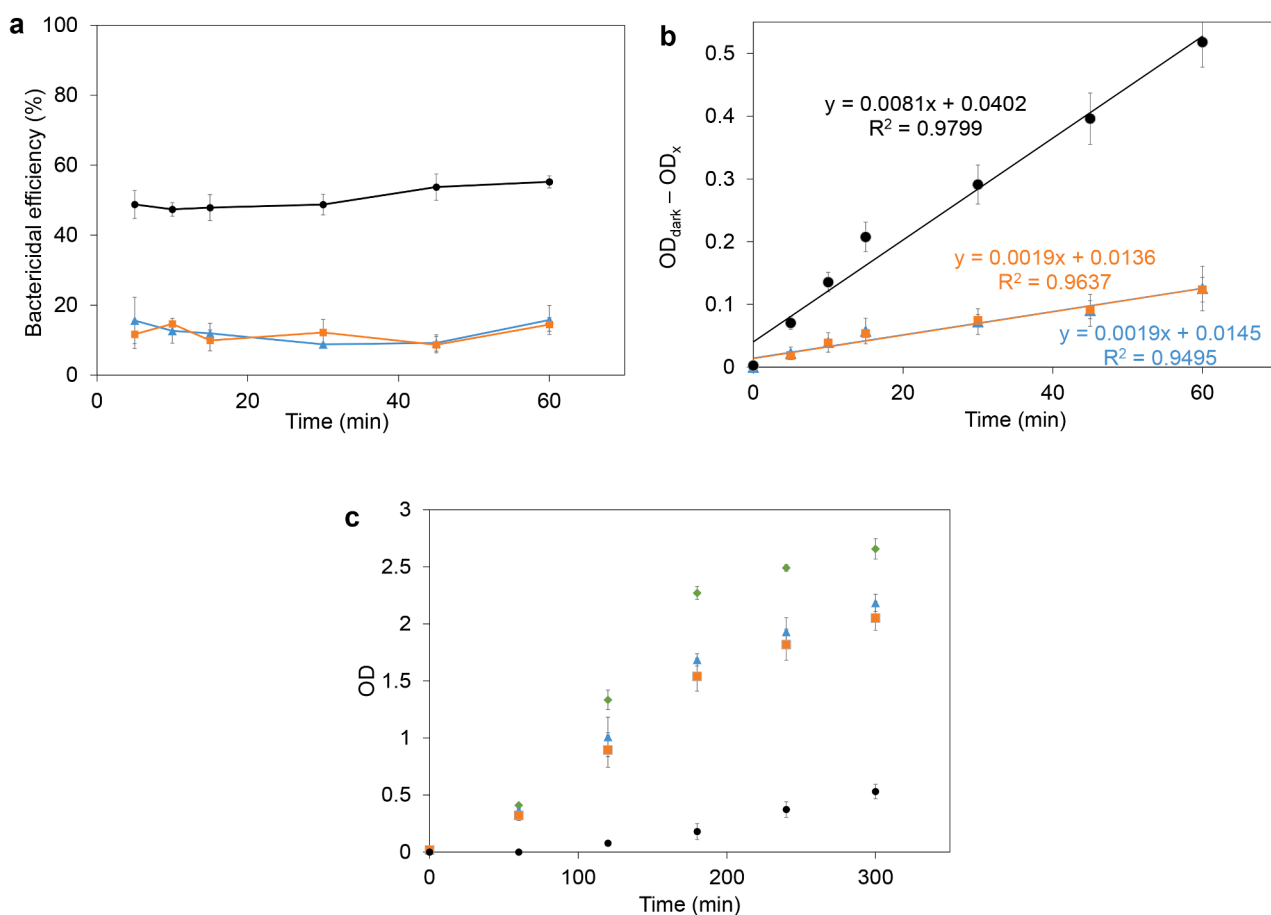 a
100
80
60
40
20
0
Bactericidal efficiency (%)
0 20 40 60
Time (min)
b
0.5
0.4
0.3
0.2
0.1
0
OD_dark – OD_x
y = 0.0081x + 0.0402
R² = 0.9799
y = 0.0019x + 0.0136
R² = 0.9637
y = 0.0019x + 0.0145
R² = 0.9495
0 20 40 60
Time (min)
c
3
2.5
2
1.5
1
0.5
0
OD
0 100 200 300
Time (min)